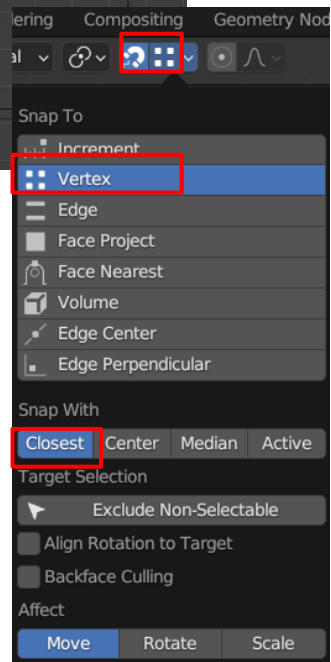 ering Compositing Geometry Nod
al
Snap To
Increment
Vertex
Edge
Face Project
Face Nearest
Volume
Edge Center
Edge Perpendicular
Snap With
Closest Center Median Active
Target Selection
Exclude Non-Selectable
Align Rotation to Target
Backface Culling
Affect
Move Rotate Scale